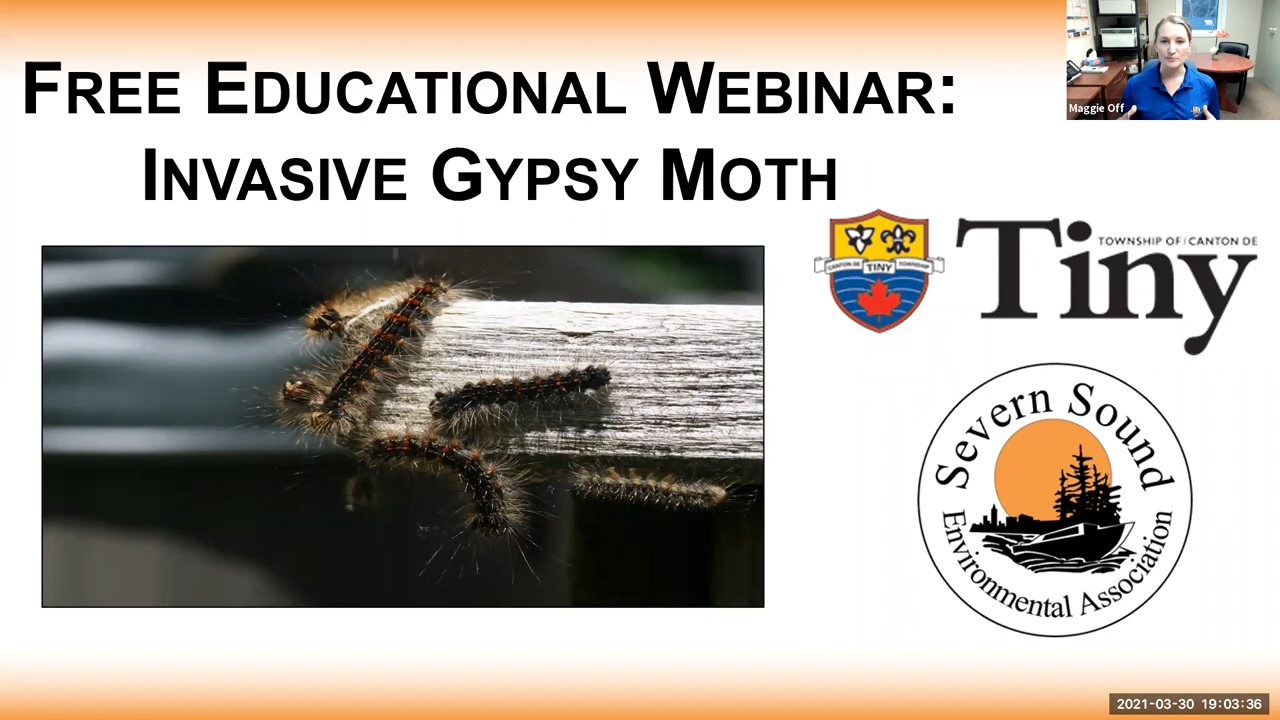 FREE EDUCATIONAL WEBINAR:
INVASIVE GYPSY MOTH
Maggie Off
CANTON DE TINY TOWNSHIP
TOWNSHIP OF / CANTON DE
Tiny
Severn Sound
Environmental Association
2021-03-30 19:03:36